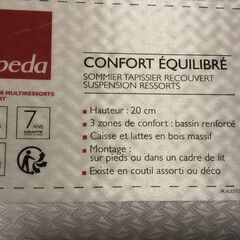 peda
CONFORT ÉQUILIBRÉ
SOMMIER TAPISSIER RECOUVERT
SUSPENSION RESSORTS
MULTIRESSORTS
7 ANS
GARANTIE
• Hauteur : 20 cm
• 3 zones de confort : bassin renforcé
• Caisse et lattes en bois massif
• Montage :
sur pieds ou dans un cadre de lit
• Existe en coutil assorti ou déco